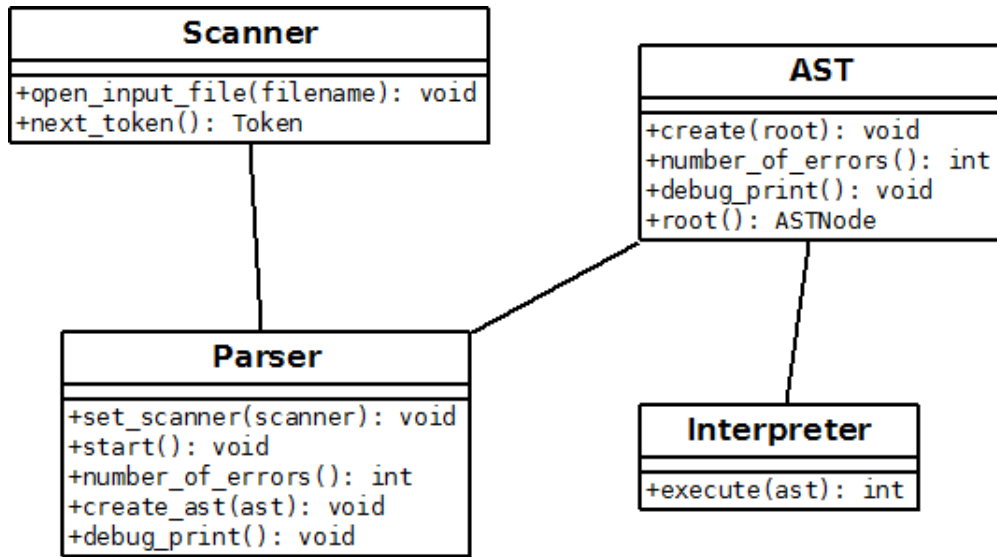 Scanner
+open_input_file(filename): void
+next_token(): Token
AST
+create(root): void
+number_of_errors(): int
+debug_print(): void
+root(): ASTNode
Parser
+set_scanner(scanner): void
+start(): void
+number_of_errors(): int
+create_ast(ast): void
+debug_print(): void
Interpreter
+execute(ast): int